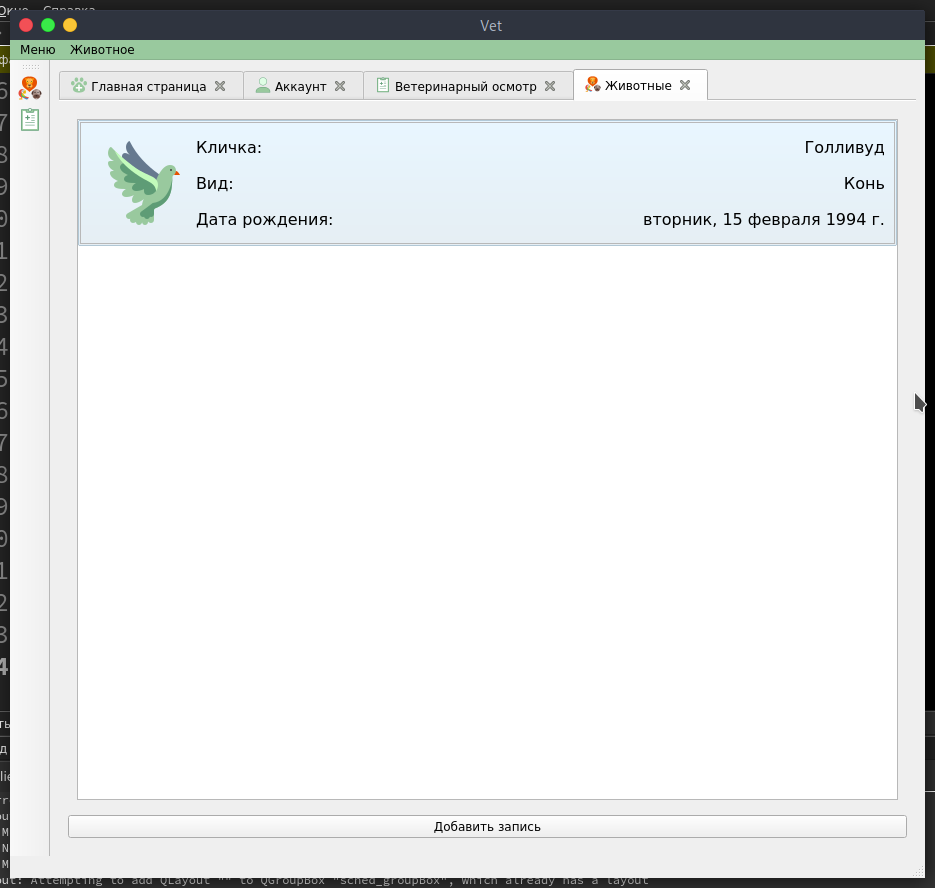 Окно Справка
Vet
Меню Животное
Главная страница Аккаунт Ветеринарный осмотр Животные
Кличка: Голливуд
Вид: Конь
Дата рождения: вторник, 15 февраля 1994 г.
Добавить запись
out: Attempting to add QLayout "" to QGroupBox "sched_groupBox", which already has a layout